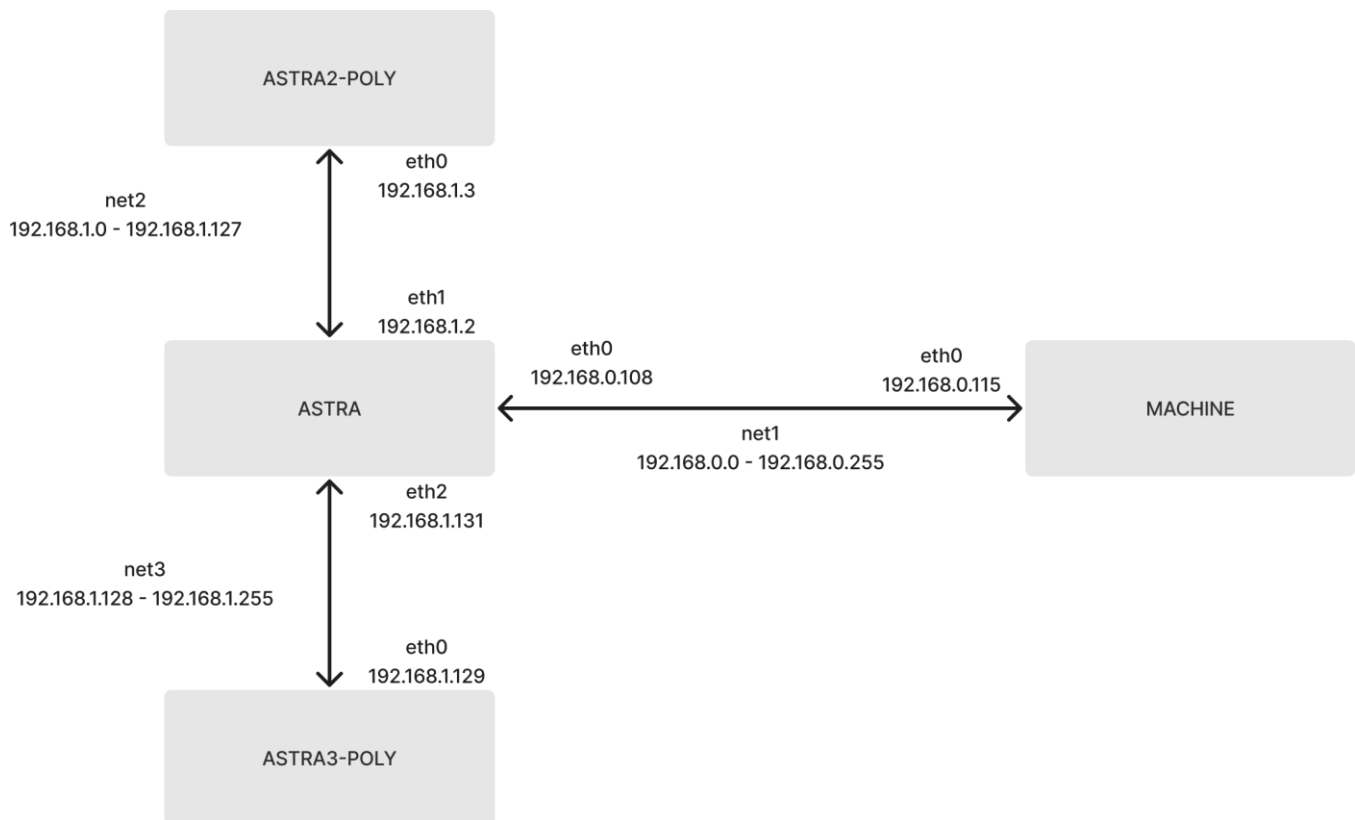 ASTRA2-POLY
eth0
192.168.1.3
net2
192.168.1.0 - 192.168.1.127
eth1
192.168.1.2
ASTRA
eth0
192.168.0.108
eth0
192.168.0.115
MACHINE
net1
192.168.0.0 - 192.168.0.255
eth2
192.168.1.131
net3
192.168.1.128 - 192.168.1.255
eth0
192.168.1.129
ASTRA3-POLY